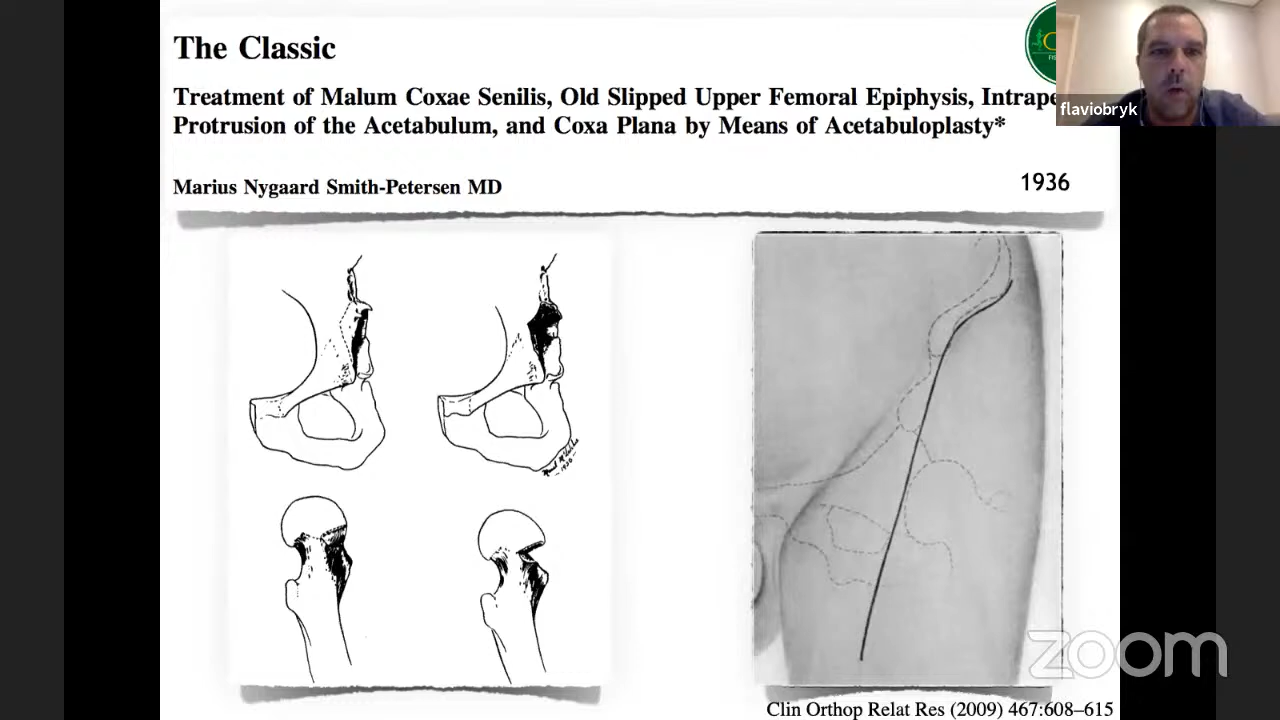 The Classic
Treatment of Malum Coxae Senilis, Old Slipped Upper Femoral Epiphysis,
Protrusion of the Acetabulum, and Coxa Plana by Means of Acetabuloplasty*
flaviobryk
Marius Nygaard Smith-Petersen MD
1936
zoom
Clin Orthop Relat Res (2009) 467:608–615